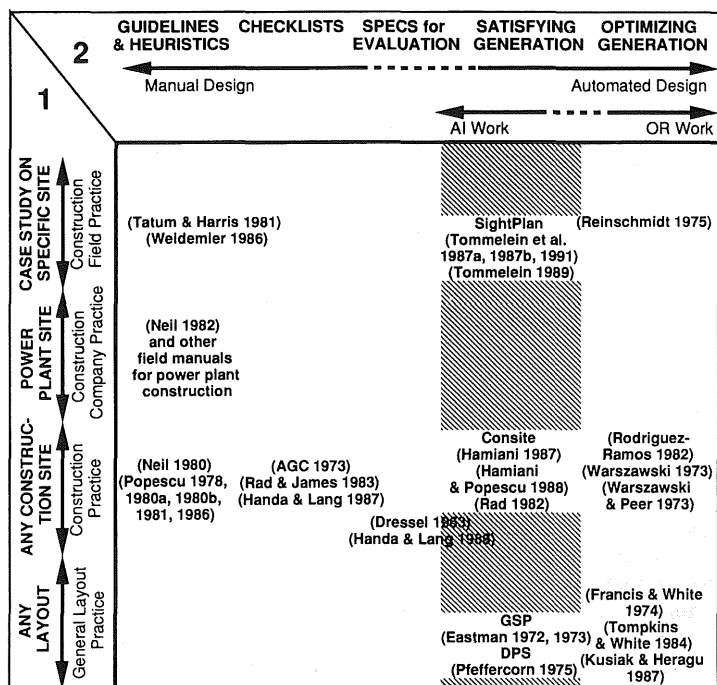 GUIDELINES & HEURISTICS
CHECKLISTS
SPECS for EVALUATION
SATISFYING GENERATION
OPTIMIZING GENERATION
2
Manual Design
Automated Design
1
AI Work
OR Work
CASE STUDY ON SPECIFIC SITE
Construction Field Practice
(Tatum & Harris 1981)
(Weidemler 1986)
SightPlan
(Tommelein et al.
1987a, 1987b, 1991)
(Tommelein 1989)
(Reinschmidt 1975)
POWER PLANT SITE
Construction Company Practice
(Neil 1982)
and other
field manuals
for power plant
construction
ANY CONSTRUC-
TION SITE
Construction Practice
(Neil 1980)
(Popescu 1978,
1980a, 1980b,
1981, 1986)
(AGC 1973)
(Rad & James 1983)
(Handa & Lang 1987)
(Dressel 1963)
(Handa & Lang 1988)
Consite
(Hamiani 1987)
(Hamiani
& Popescu 1988)
(Rad 1982)
(Rodriguez-
Ramos 1982)
(Warszawski 1973)
(Warszawski
& Peer 1973)
ANY LAYOUT
General Layout Practice
GSP
(Eastman 1972, 1973)
DPS
(Pfeffercorn 1975)
(Francis & White
1974)
(Tompkins
& White 1984)
(Kusiak & Heragu
1987)